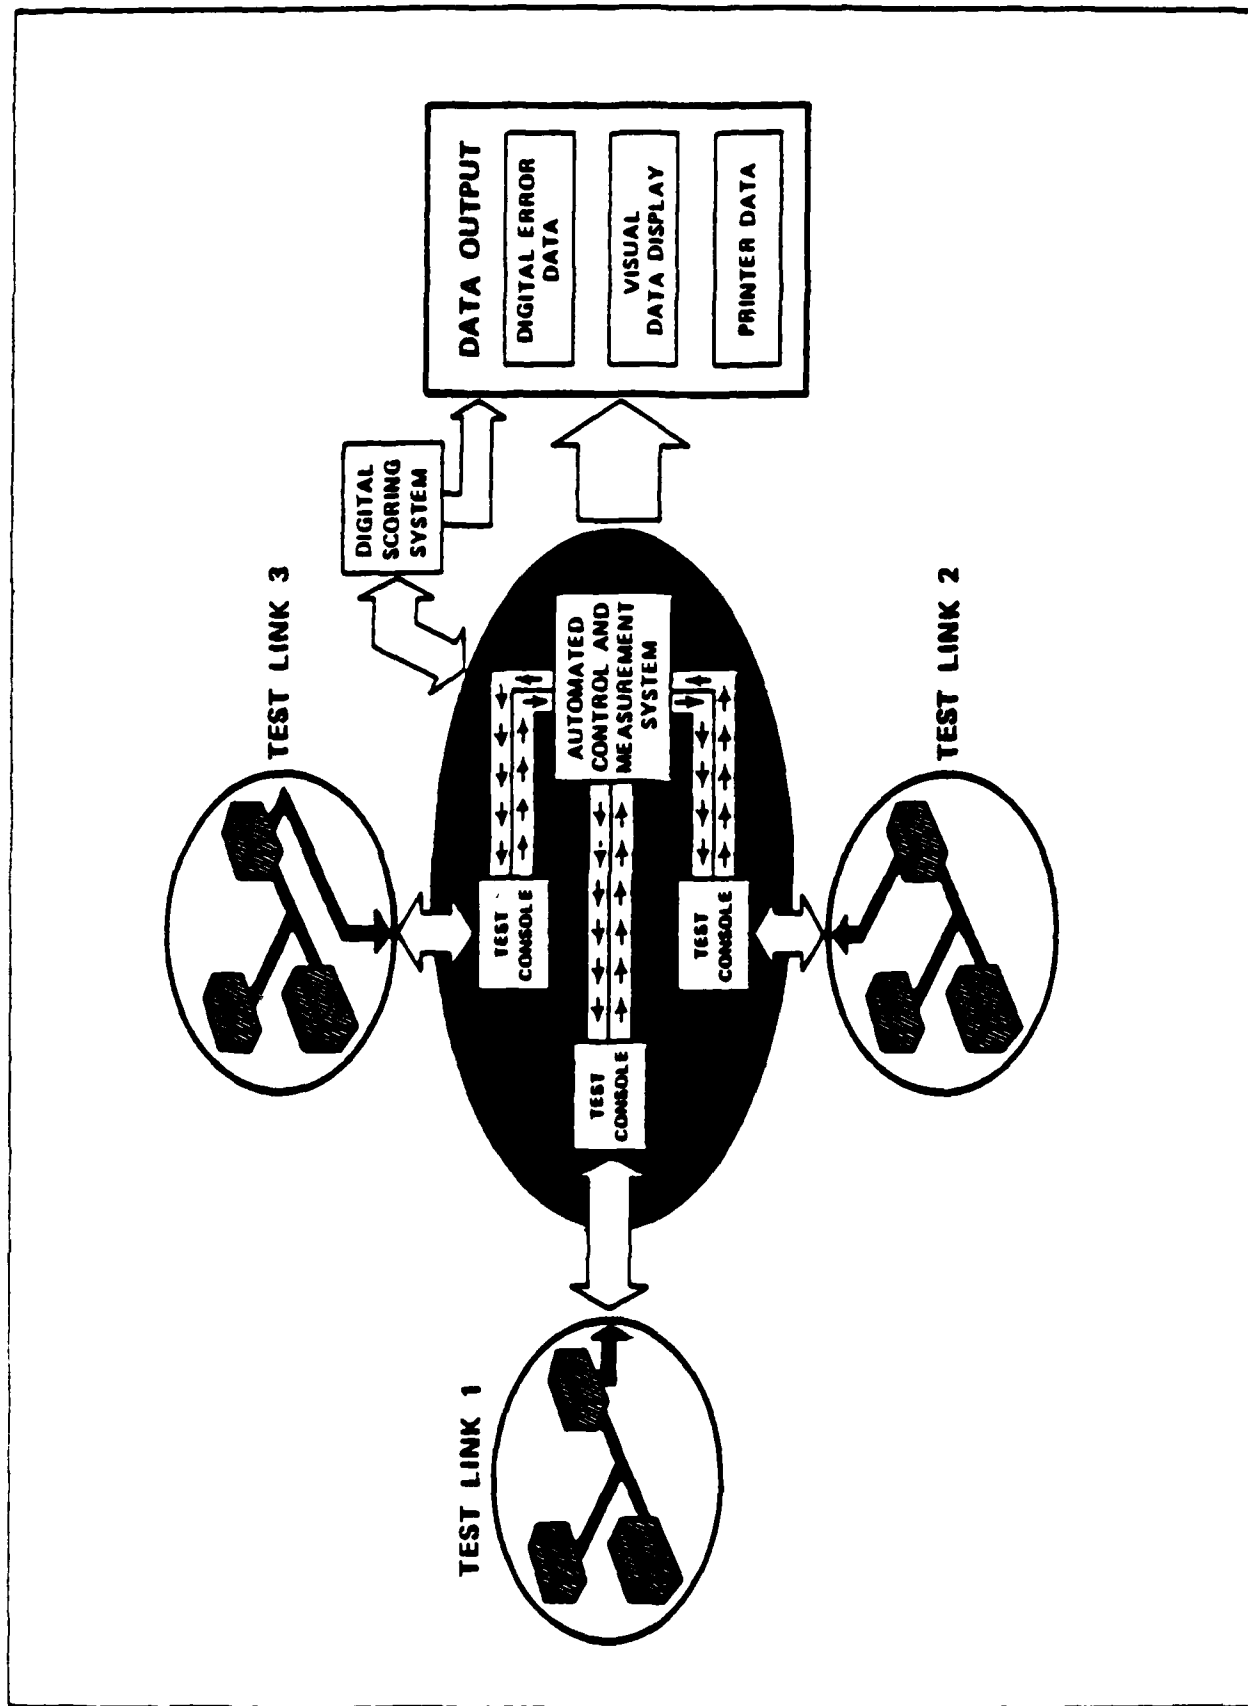 TEST LINK 3
DIGITAL
SCORING
SYSTEM
DATA OUTPUT
DIGITAL ERROR
DATA
VISUAL
DATA DISPLAY
PRINTER DATA
TEST LINK 1
TEST
CONSOLE
TEST
CONSOLE
TEST
CONSOLE
AUTOMATED
CONTROL AND
MEASUREMENT
SYSTEM
TEST LINK 2